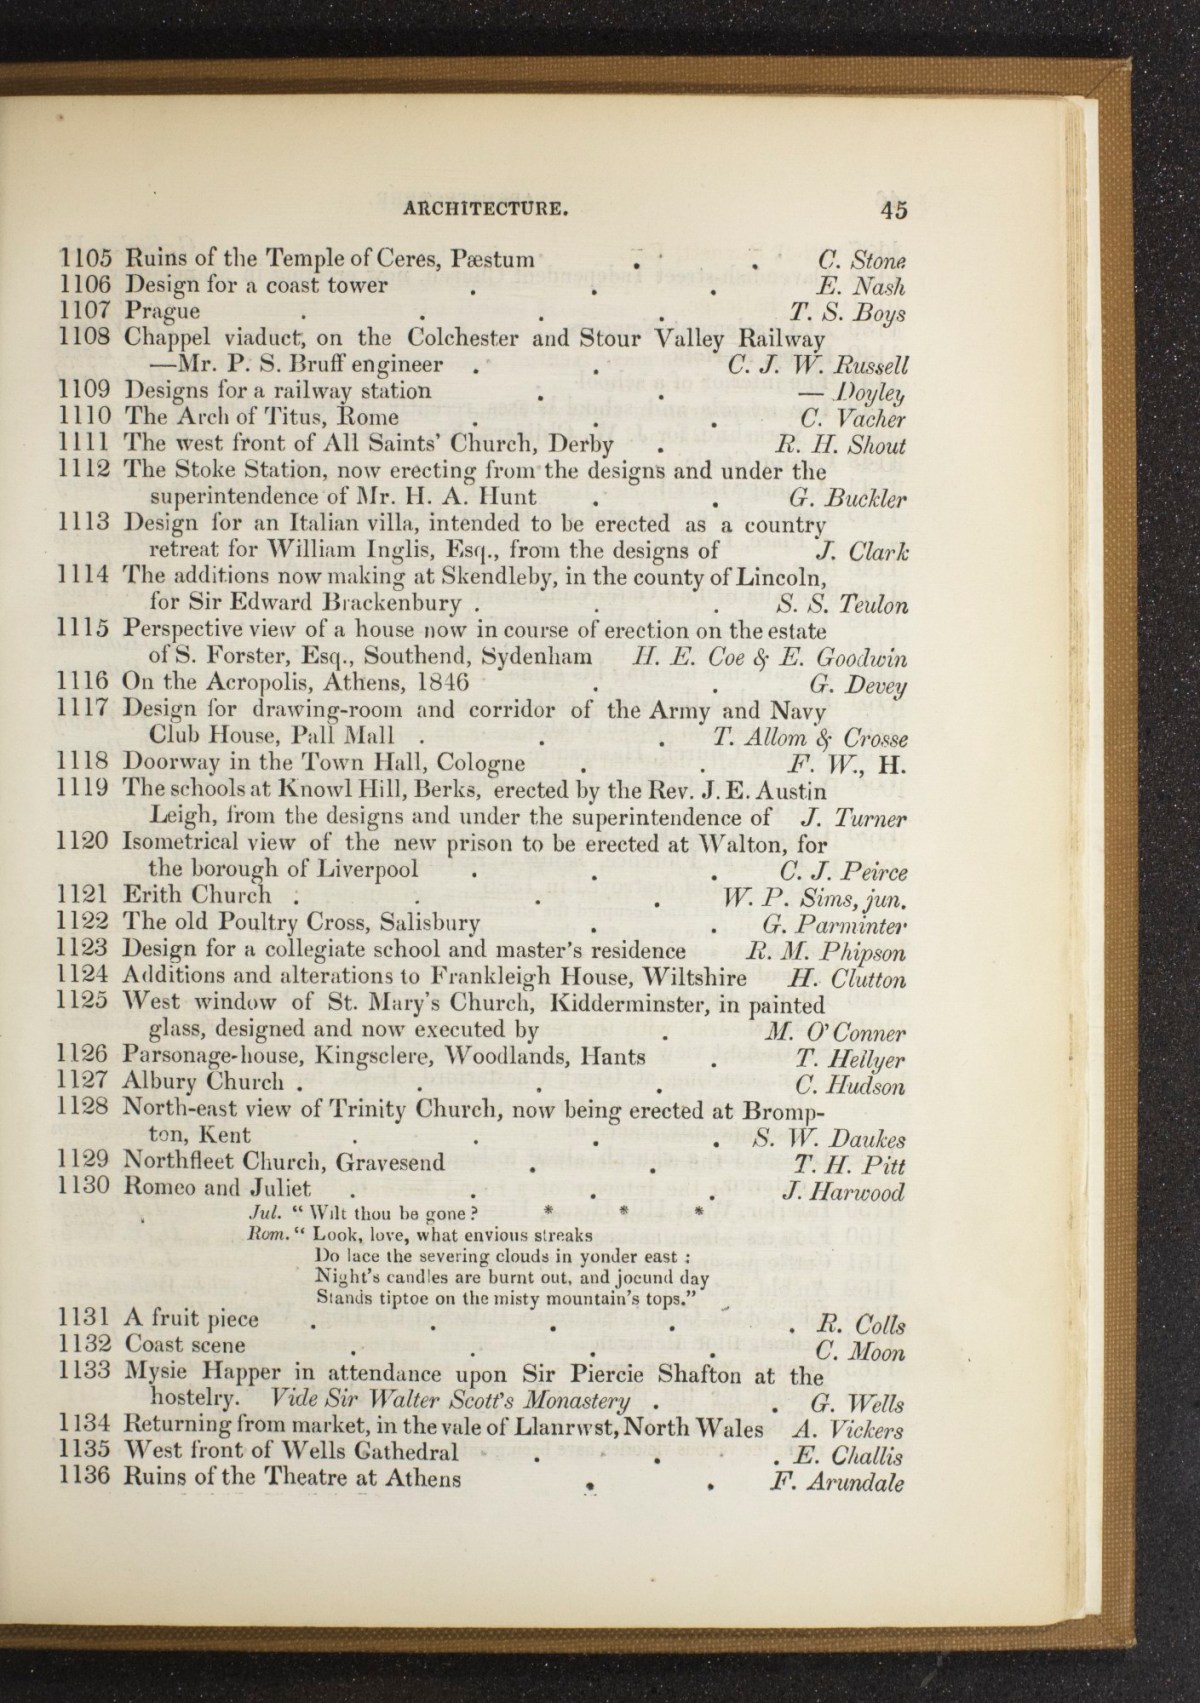 ARCHITECTURE. 45
1105 Ruins of the Temple of Ceres, Pæstum . . C. Stone
1106 Design for a coast tower . . . E. Nash
1107 Prague . . . . T. S. Boys
1108 Chappel viaduct, on the Colchester and Stour Valley Railway
—Mr. P. S. Bruff engineer . . C. J. W. Russell
1109 Designs for a railway station . . — Doyley
1110 The Arch of Titus, Rome . . . C. Vacher
1111 The west front of All Saints' Church, Derby . R. H. Shout
1112 The Stoke Station, now erecting from the designs and under the
superintendence of Mr. H. A. Hunt . . G. Buckler
1113 Design for an Italian villa, intended to be erected as a country
retreat for William Inglis, Esq., from the designs of J. Clark
1114 The additions now making at Skendleby, in the county of Lincoln,
for Sir Edward Brackenbury . . . S. S. Teulon
1115 Perspective view of a house now in course of erection on the estate
of S. Forster, Esq., Southend, Sydenham H. E. Coe & E. Goodwin
1116 On the Acropolis, Athens, 1846 . . G. Devey
1117 Design for drawing-room and corridor of the Army and Navy
Club House, Pall Mall . . . T. Allom & Crosse
1118 Doorway in the Town Hall, Cologne . . F. W., H.
1119 The schools at Knowl Hill, Berks, erected by the Rev. J. E. Austin
Leigh, from the designs and under the superintendence of J. Turner
1120 Isometrical view of the new prison to be erected at Walton, for
the borough of Liverpool . . . C. J. Peirce
1121 Erith Church . . . . W. P. Sims, jun.
1122 The old Poultry Cross, Salisbury . . G. Parminter
1123 Design for a collegiate school and master's residence R. M. Phipson
1124 Additions and alterations to Frankleigh House, Wiltshire H. Clutton
1125 West window of St. Mary's Church, Kidderminster, in painted
glass, designed and now executed by . M. O'Conner
1126 Parsonage-house, Kingsclere, Woodlands, Hants . T. Hellyer
1127 Albury Church . . . . C. Hudson
1128 North-east view of Trinity Church, now being erected at Bromp-
ton, Kent . . . . S. W. Daukes
1129 Northfleet Church, Gravesend . . T. H. Pitt
1130 Romeo and Juliet . . . . J. Harwood
Jul. “ Wilt thou be gone? * * *
Rom. “ Look, love, what envious streaks
Do lace the severing clouds in yonder east :
Night's candles are burnt out, and jocund day
Stands tiptoe on the misty mountain's tops.”
1131 A fruit piece . . . . . R. Colls
1132 Coast scene . . . . C. Moon
1133 Mysie Happer in attendance upon Sir Piercie Shafton at the
hostelry. Vide Sir Walter Scott's Monastery . . G. Wells
1134 Returning from market, in the vale of Llanrwst, North Wales A. Vickers
1135 West front of Wells Cathedral . . . E. Challis
1136 Ruins of the Theatre at Athens . . F. Arundale